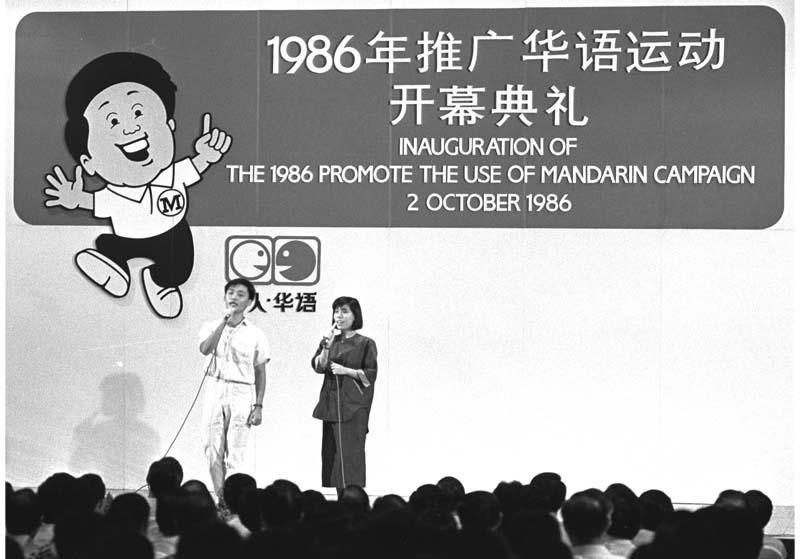 1986年推广华语运动
开幕典礼
INAUGURATION OF
THE 1986 PROMOTE THE USE OF MANDARIN CAMPAIGN
2 OCTOBER 1986
M
人·华语